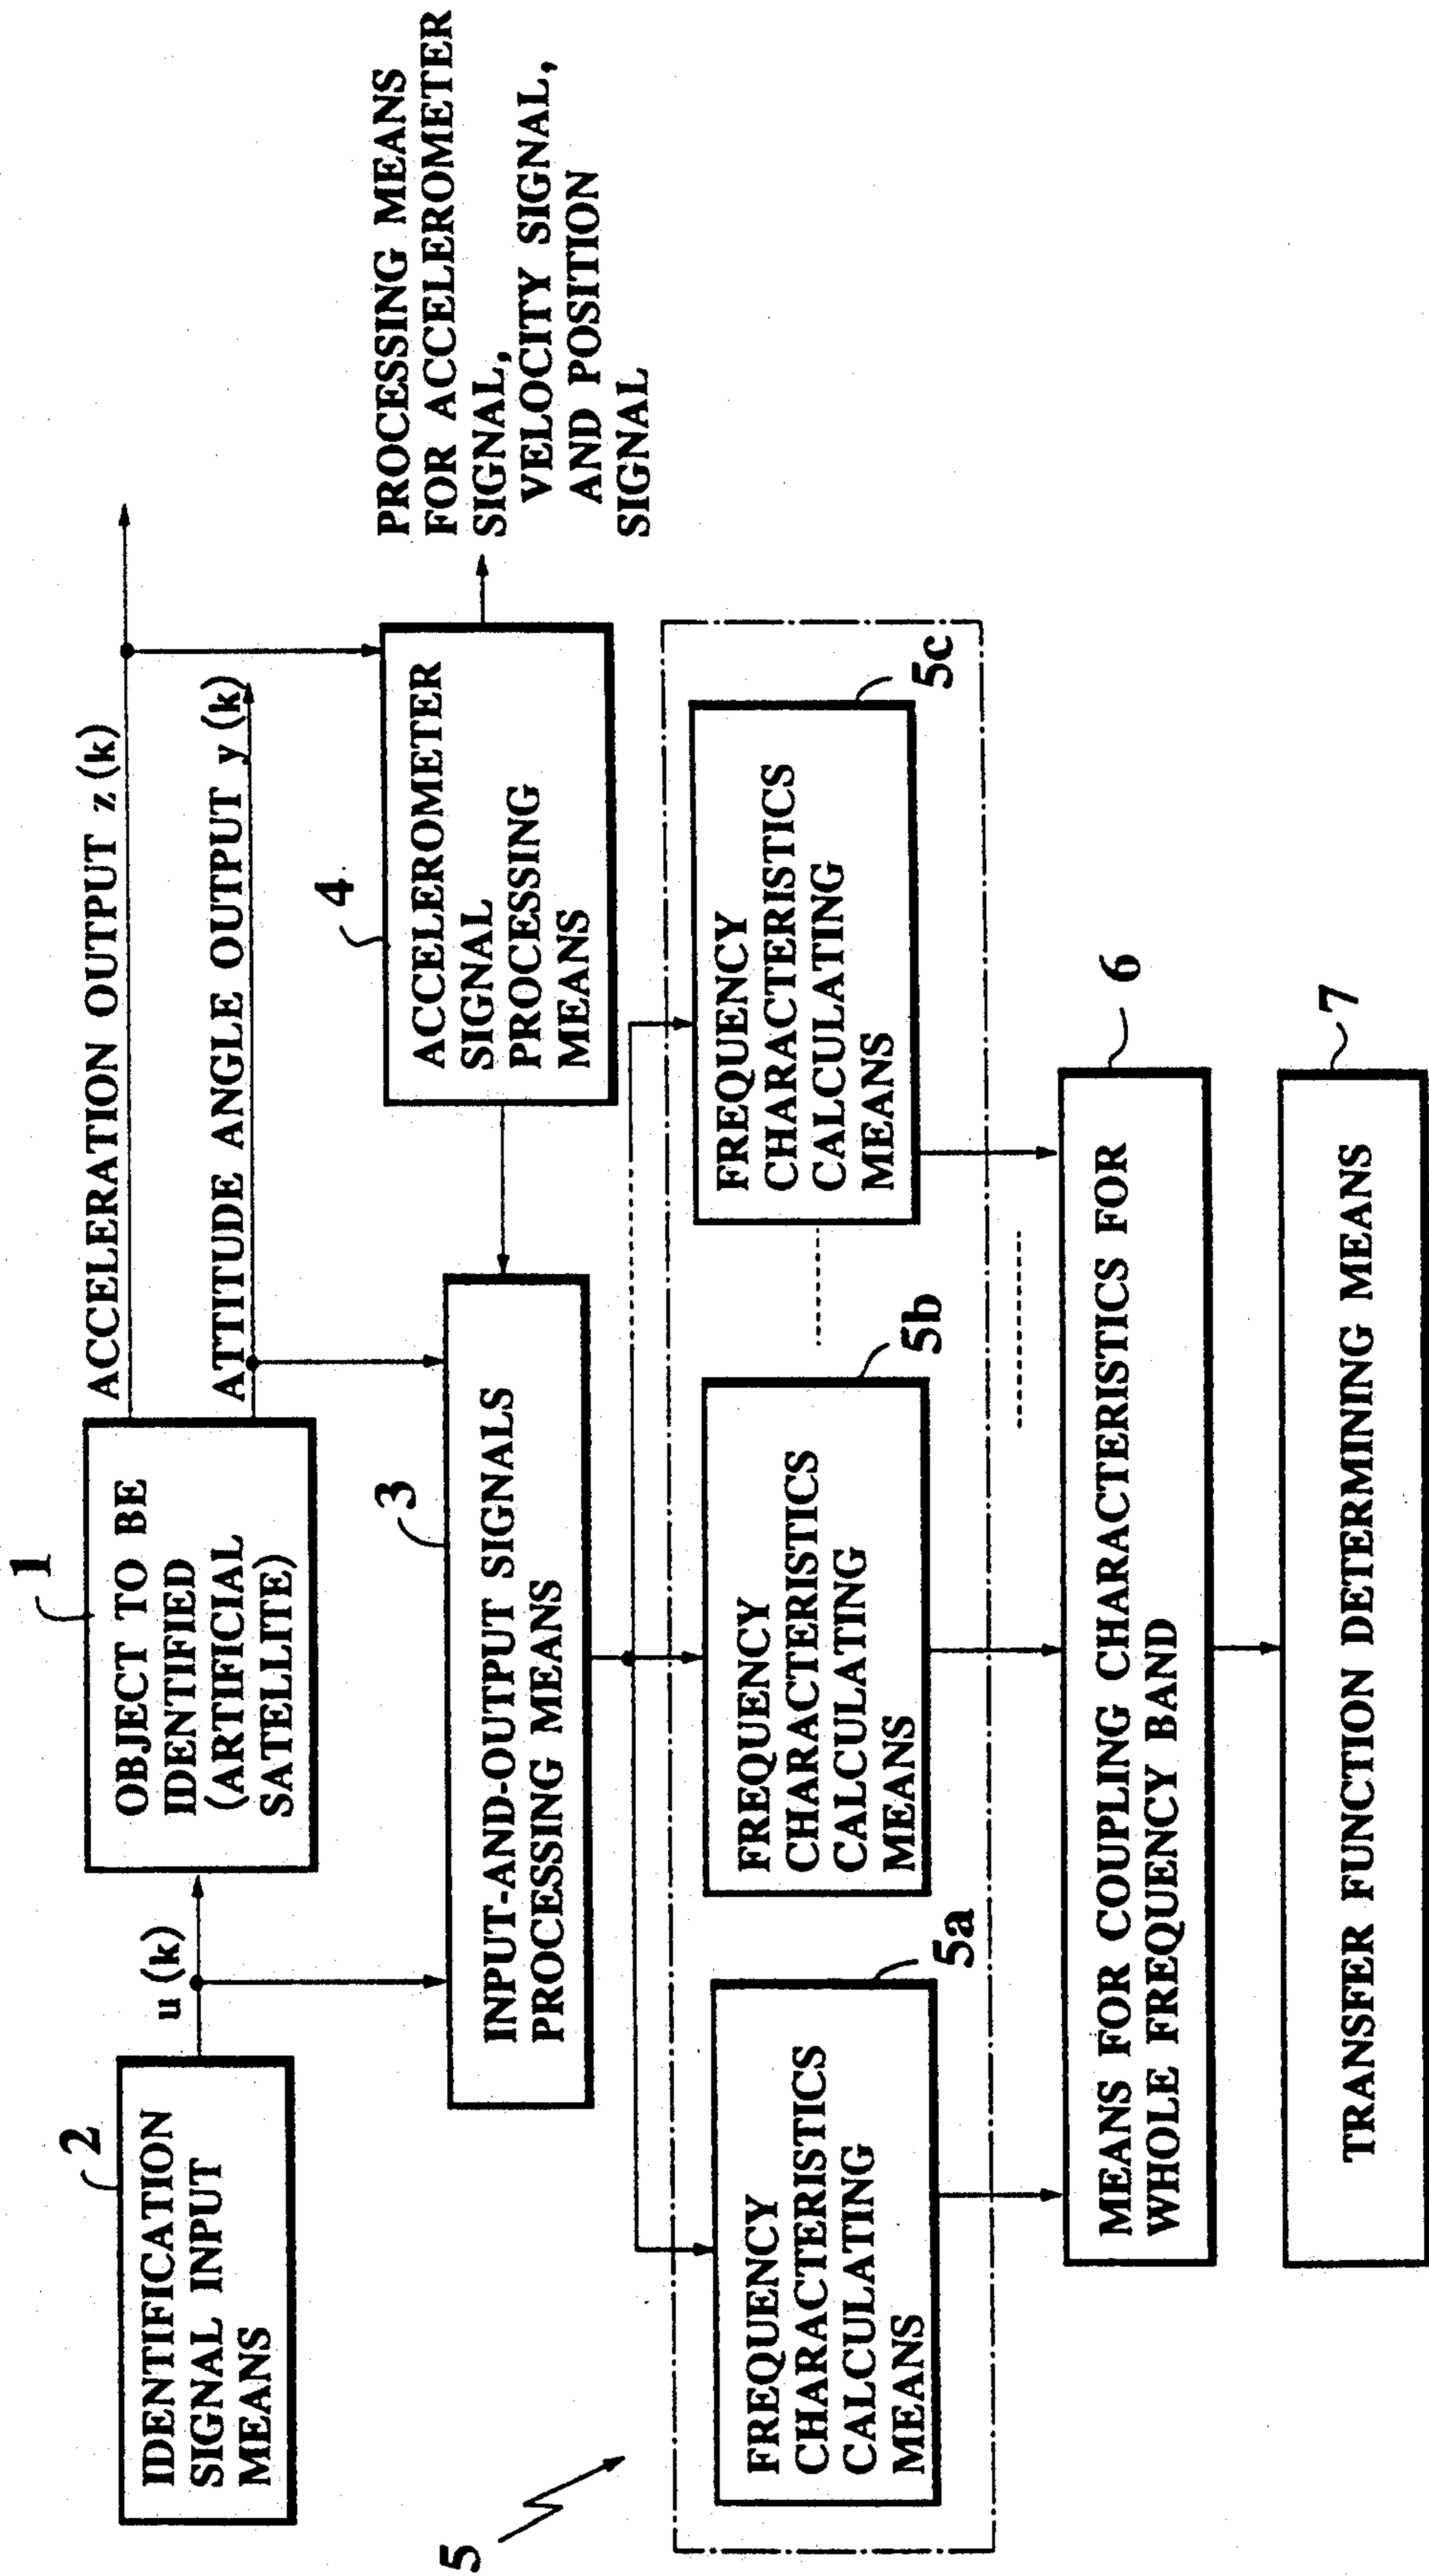 2
IDENTIFICATION
SIGNAL INPUT
MEANS
u(k)
1
OBJECT TO BE
IDENTIFIED
(ARTIFICIAL
SATELLITE)
ACCELERATION OUTPUT z(k)
ATTITUDE ANGLE OUTPUT y(k)
3
INPUT-AND-OUTPUT SIGNALS
PROCESSING MEANS
4
ACCELEROMETER
SIGNAL
PROCESSING
MEANS
PROCESSING MEANS
FOR ACCELEROMETER
SIGNAL,
VELOCITY SIGNAL,
AND POSITION
SIGNAL
5
FREQUENCY
CHARACTERISTICS
CALCULATING
MEANS
5a
FREQUENCY
CHARACTERISTICS
CALCULATING
MEANS
5b
FREQUENCY
CHARACTERISTICS
CALCULATING
MEANS
5c
MEANS FOR COUPLING CHARACTERISTICS FOR
WHOLE FREQUENCY BAND
6
TRANSFER FUNCTION DETERMINING MEANS
7